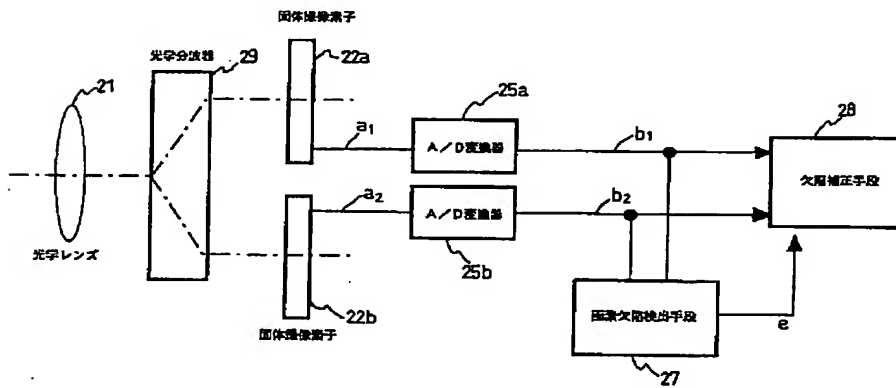 固体撮像素子
光学分波器
29
22a
21
25a
28
a1
A/D変換器
b1
欠陥補正手段
a2
A/D変換器
b2
光学レンズ
25b
22b
固体撮像素子
画素欠陥検出手段
e
27